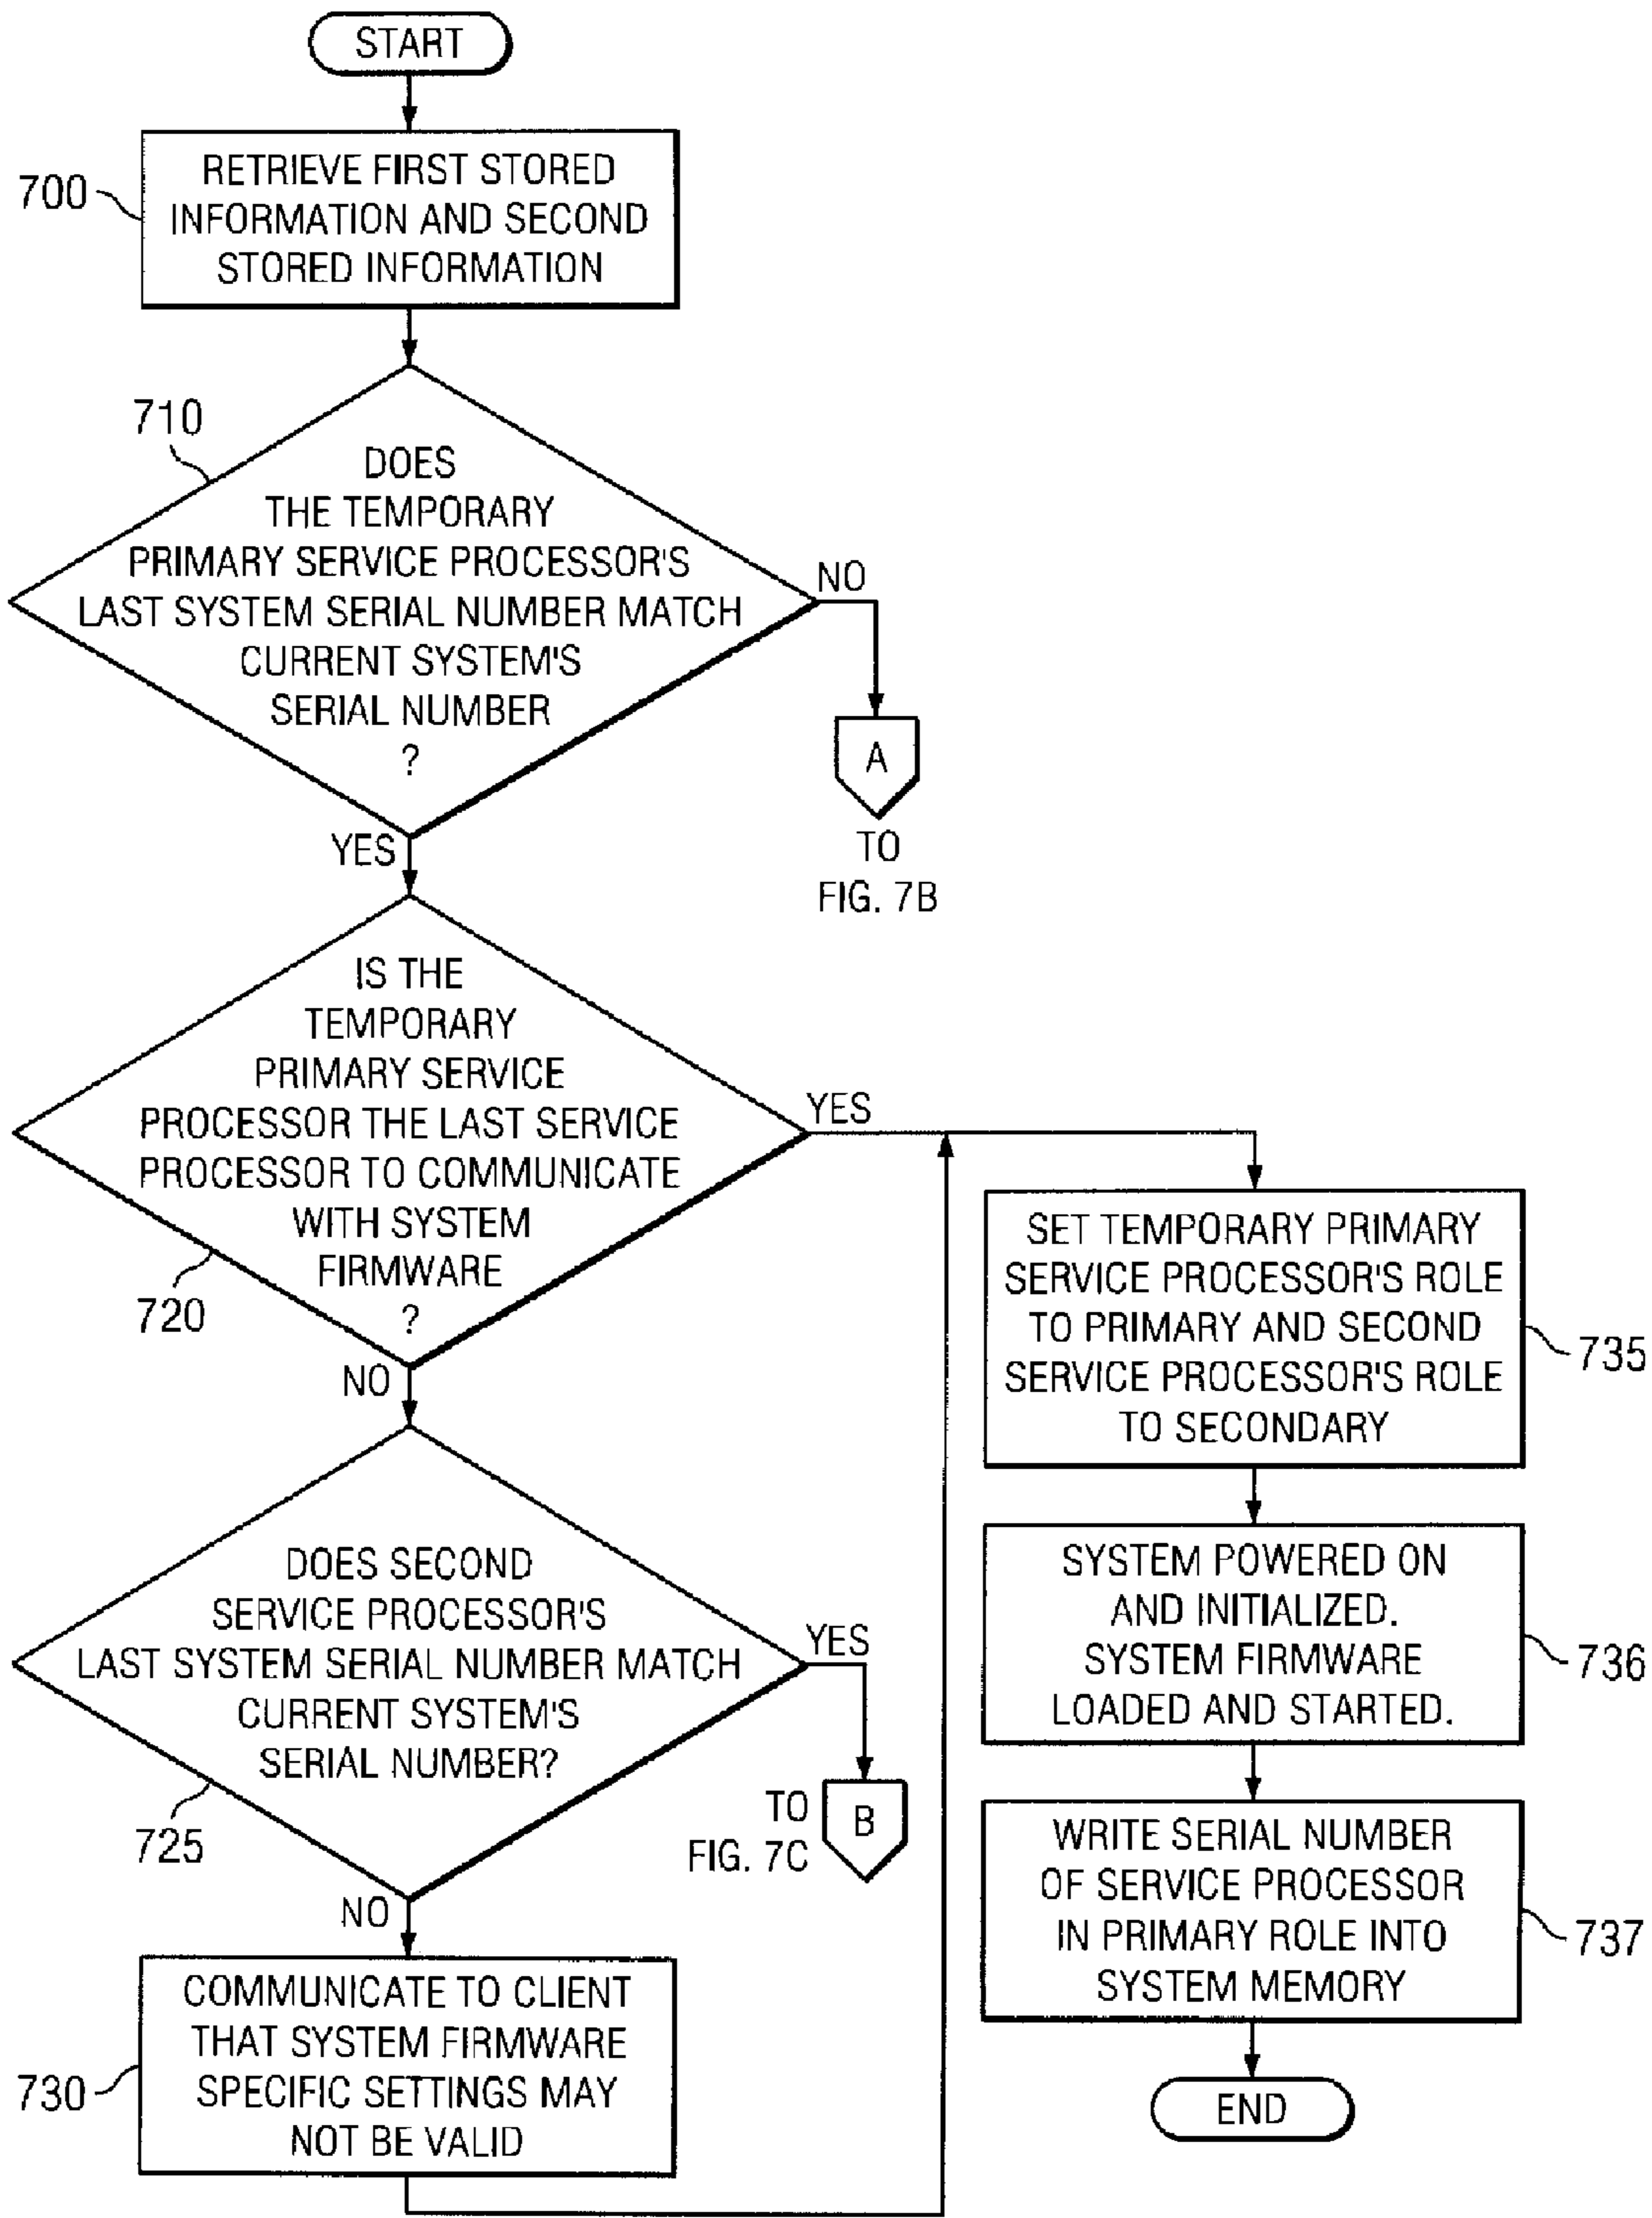 START
700
RETRIEVE FIRST STORED
INFORMATION AND SECOND
STORED INFORMATION
710
DOES
THE TEMPORARY
PRIMARY SERVICE PROCESSOR'S
LAST SYSTEM SERIAL NUMBER MATCH
CURRENT SYSTEM'S
SERIAL NUMBER
?
NO
A
TO
FIG. 7B
YES
IS THE
TEMPORARY
PRIMARY SERVICE
PROCESSOR THE LAST SERVICE
PROCESSOR TO COMMUNICATE
WITH SYSTEM
FIRMWARE
?
720
YES
NO
DOES SECOND
SERVICE PROCESSOR'S
LAST SYSTEM SERIAL NUMBER MATCH
CURRENT SYSTEM'S
SERIAL NUMBER?
725
YES
TO
FIG. 7C
B
NO
COMMUNICATE TO CLIENT
THAT SYSTEM FIRMWARE
SPECIFIC SETTINGS MAY
NOT BE VALID
730
SET TEMPORARY PRIMARY
SERVICE PROCESSOR'S ROLE
TO PRIMARY AND SECOND
SERVICE PROCESSOR'S ROLE
TO SECONDARY
735
SYSTEM POWERED ON
AND INITIALIZED.
SYSTEM FIRMWARE
LOADED AND STARTED.
736
WRITE SERIAL NUMBER
OF SERVICE PROCESSOR
IN PRIMARY ROLE INTO
SYSTEM MEMORY
737
END